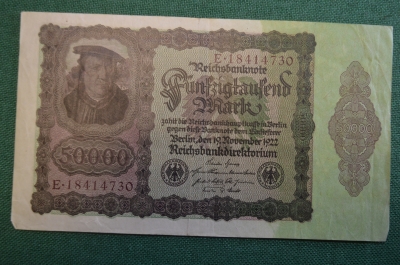 E·18414730
Reichsbanknote
Fünfzigtausend
Mark
zahlt die Reichsbankhauptkasse in Berlin
gegen diese Banknote dem Einlieferer
Berlin, den 19. November 1922
Reichsbankdirektorium
50000
E·18414730